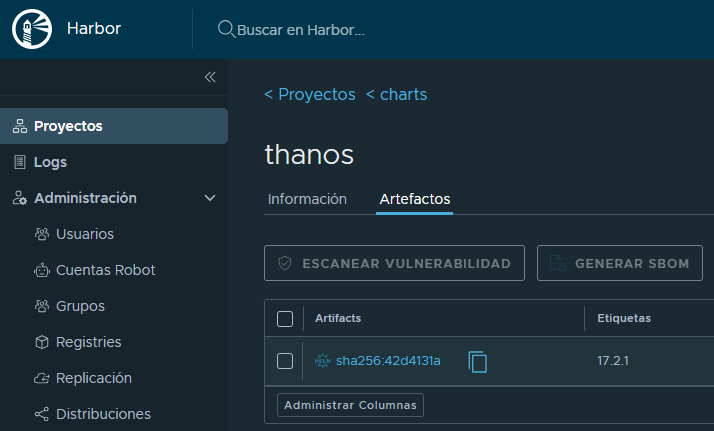 Harbor
Buscar en Harbor...
Proyectos
Logs
Administración
Usuarios
Cuentas Robot
Grupos
Registries
Replicación
Distribuciones
< Proyectos < charts
thanos
Información Artefactos
ESCANEAR VULNERABILIDAD GENERAR SBOM
Artifacts Etiquetas
HELM sha256:42d4131a 17.2.1
Administrar Columnas